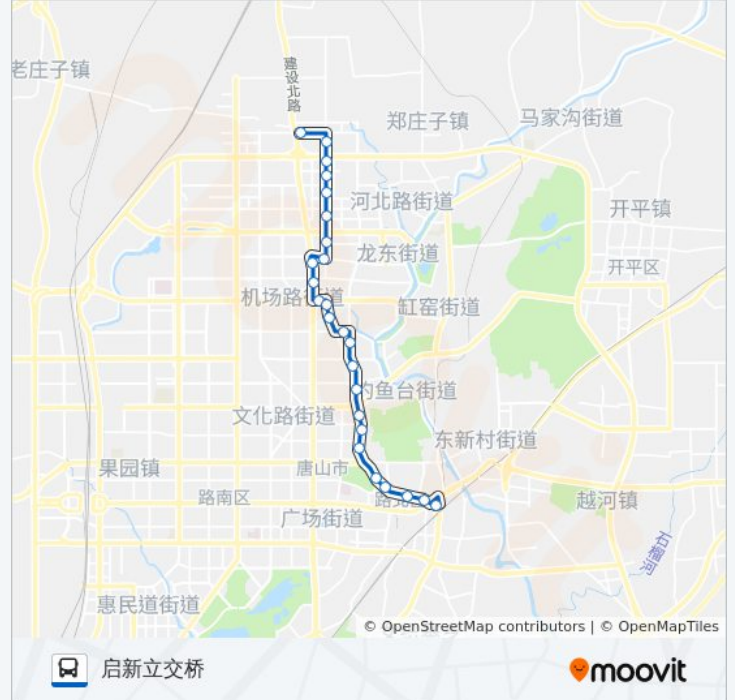 老庄子镇
建设北路
郑庄子镇
马家沟街道
河北路街道
开平镇
龙东街道
开平区
机场路街道
缸窑街道
钓鱼台街道
文化路街道
东新村街道
果园镇
唐山市
路南区
越河镇
广场街道
石榴河
惠民道街道
© OpenStreetMap contributors | © OpenMapTiles
启新立交桥
moovit